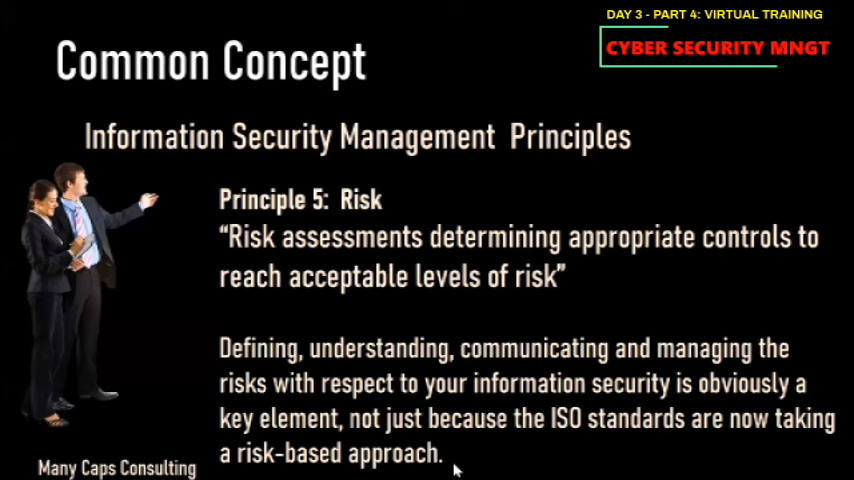 DAY 3 - PART 4: VIRTUAL TRAINING
CYBER SECURITY MNGT
Common Concept
Information Security Management Principles
Principle 5: Risk
“Risk assessments determining appropriate controls to
reach acceptable levels of risk”
Defining, understanding, communicating and managing the
risks with respect to your information security is obviously a
key element, not just because the ISO standards are now taking
a risk-based approach.
Many Caps Consulting